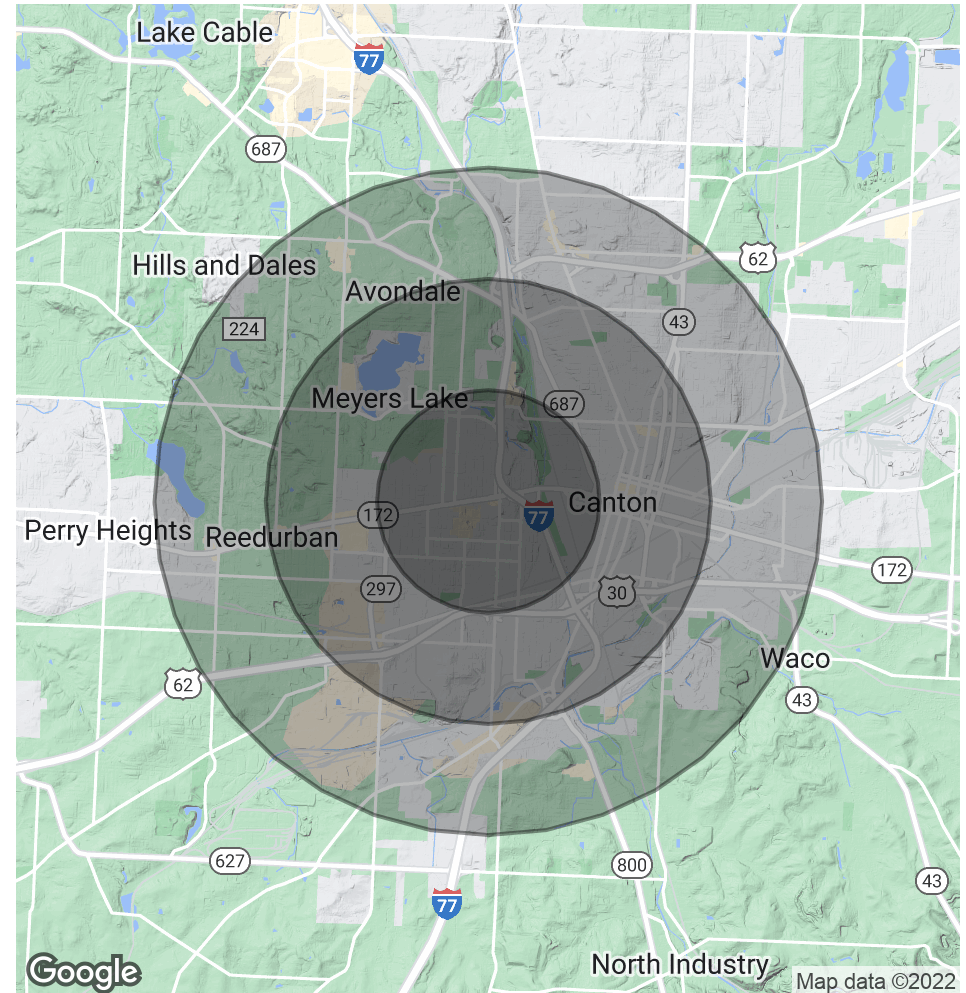 Lake Cable
77
687
62
Hills and Dales
Avondale
224
43
Meyers Lake
687
Canton
172
77
Perry Heights
Reedurban
172
297
30
Waco
62
43
627
800
43
77
North Industry
Google
Map data ©2022